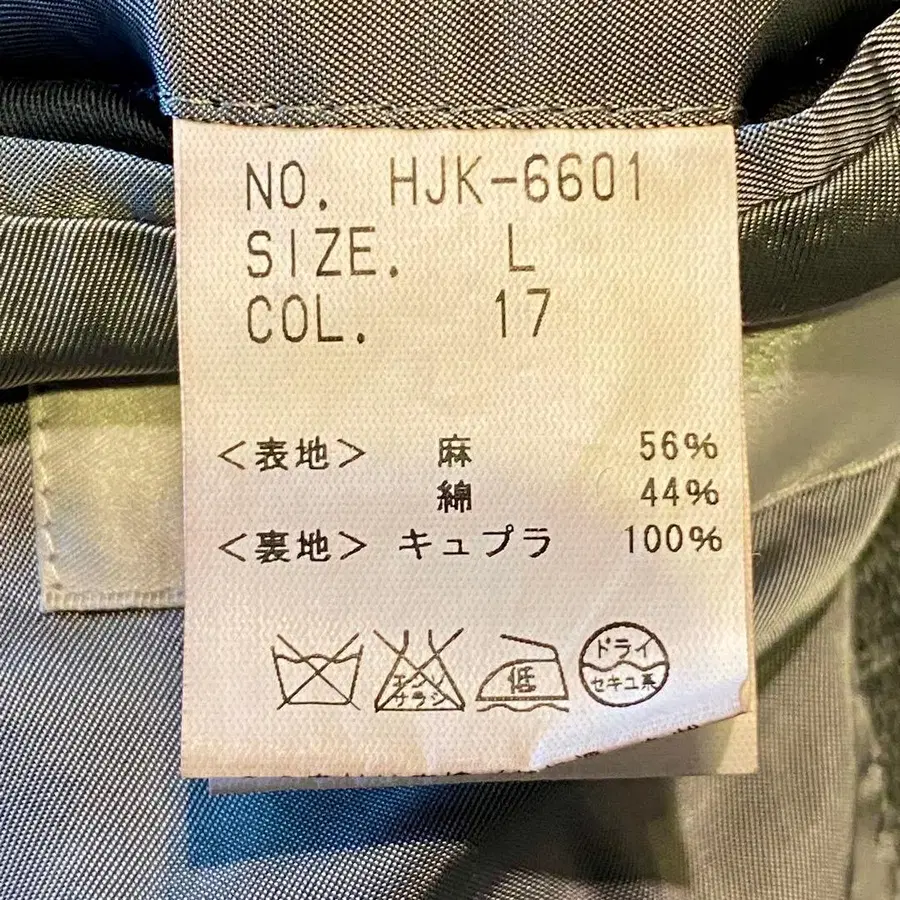 NO. HJK-6601
SIZE. L
COL. 17
<表地> 麻 56%
綿 44%
<裏地> キュプラ 100%
エンソ サラシ
低
ドライ
セキユ系